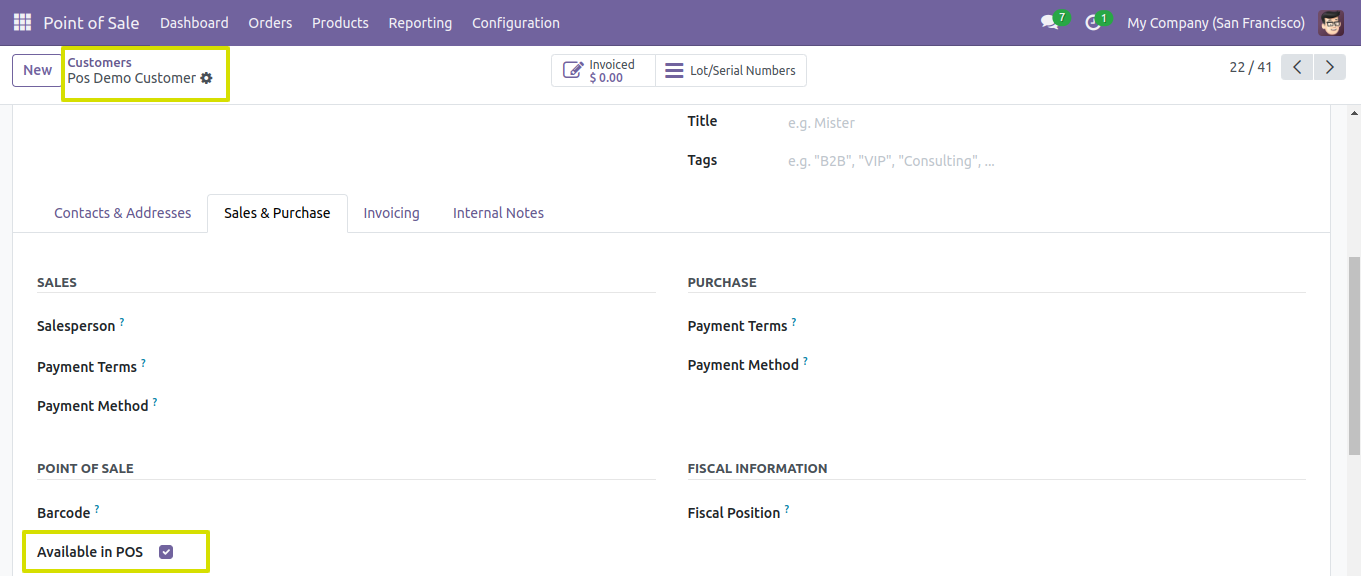 Point of Sale Dashboard Orders Products Reporting Configuration 7 1 My Company (San Francisco)
New Customers Invoiced 22 / 41
Pos Demo Customer $ 0.00 Lot/Serial Numbers
Title e.g. Mister
Tags e.g. "B2B", "VIP", "Consulting", ...
Contacts & Addresses Sales & Purchase Invoicing Internal Notes
SALES PURCHASE
Salesperson ? Payment Terms ?
Payment Terms ? Payment Method ?
Payment Method ?
POINT OF SALE FISCAL INFORMATION
Barcode ? Fiscal Position ?
Available in POS